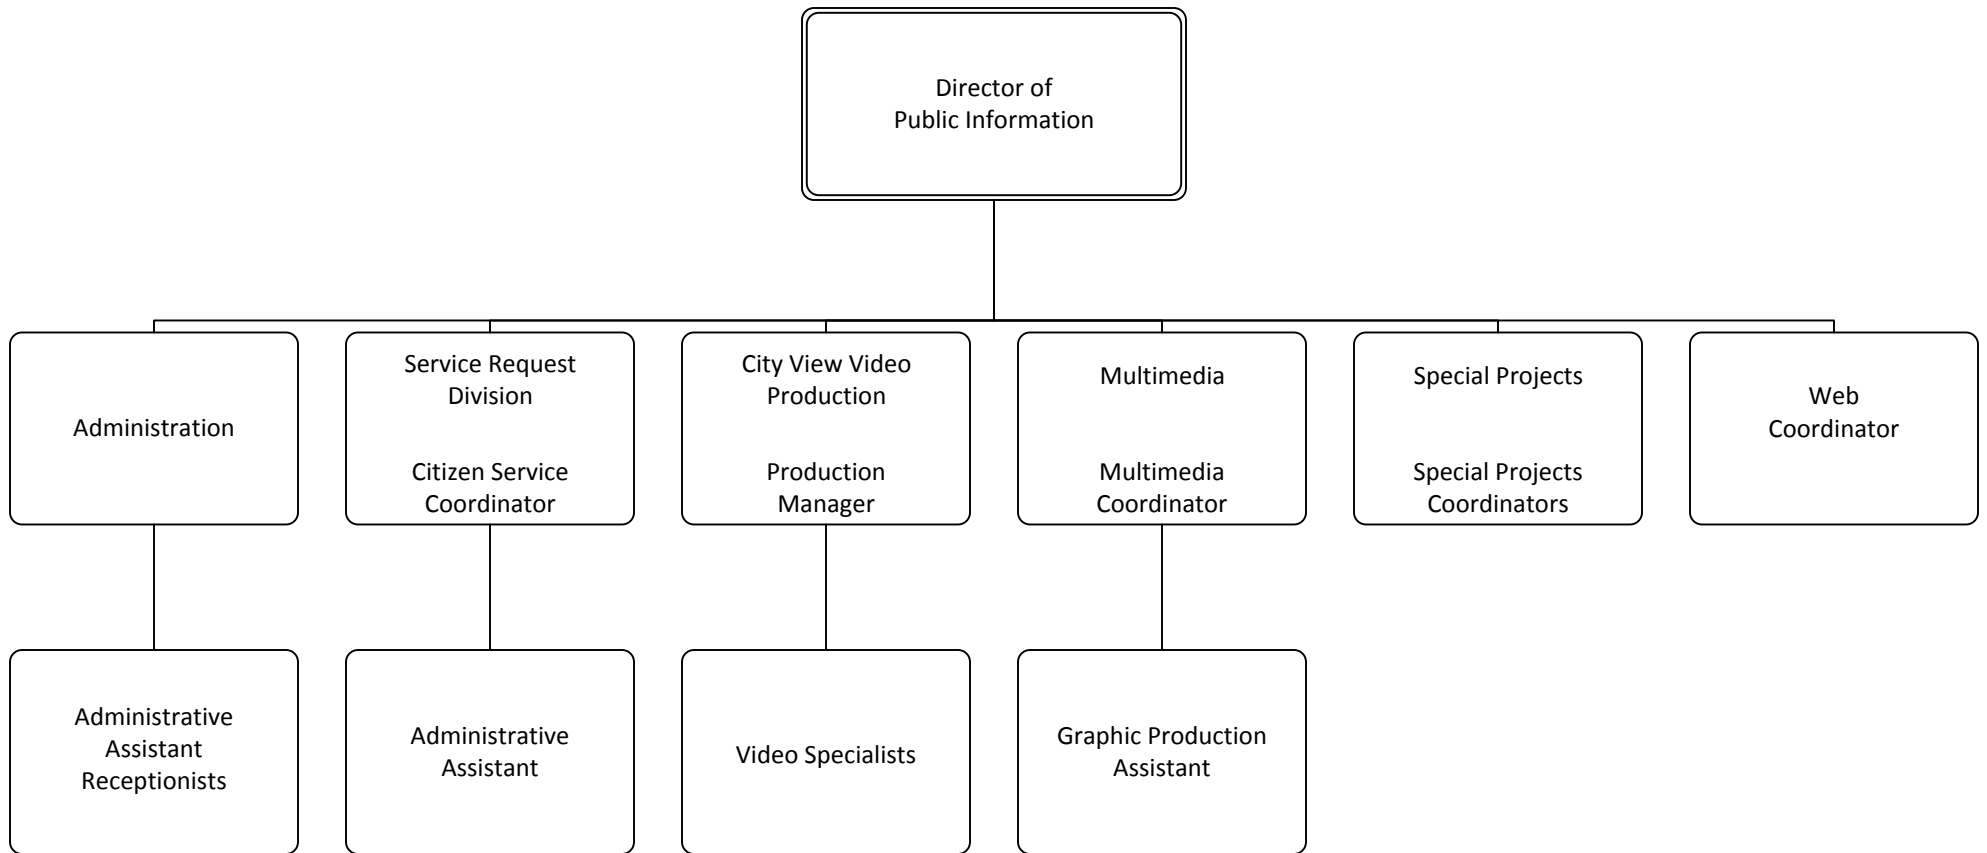 Director of
Public Information
Administration
Service Request
Division
Citizen Service
Coordinator
City View Video
Production
Production
Manager
Multimedia
Multimedia
Coordinator
Special Projects
Special Projects
Coordinators
Web
Coordinator
Administrative
Assistant
Receptionists
Administrative
Assistant
Video Specialists
Graphic Production
Assistant